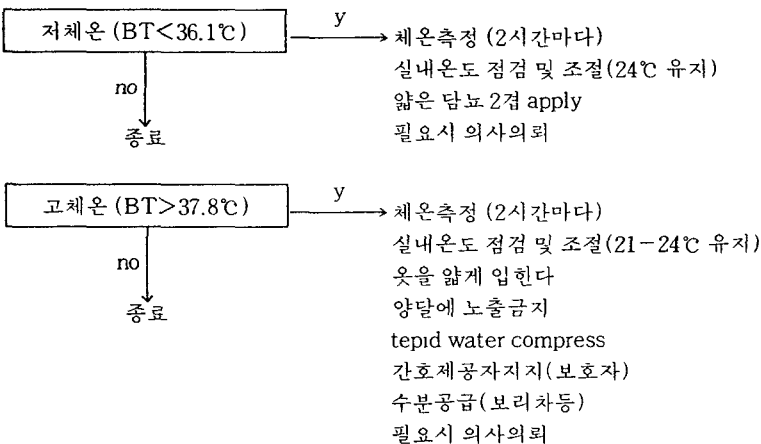 저체온 (BT<36.1℃)
y
체온측정 (2시간마다)
실내온도 점검 및 조절(24℃ 유지)
얇은 담뇨 2겹 apply
필요시 의사의뢰
no
종료
고체온 (BT>37.8℃)
y
체온측정 (2시간마다)
실내온도 점검 및 조절(21-24℃ 유지)
옷을 얇게 입힌다
양달에 노출금지
tepid water compress
간호제공자지지(보호자)
수분공급(보리차등)
필요시 의사의뢰
no
종료